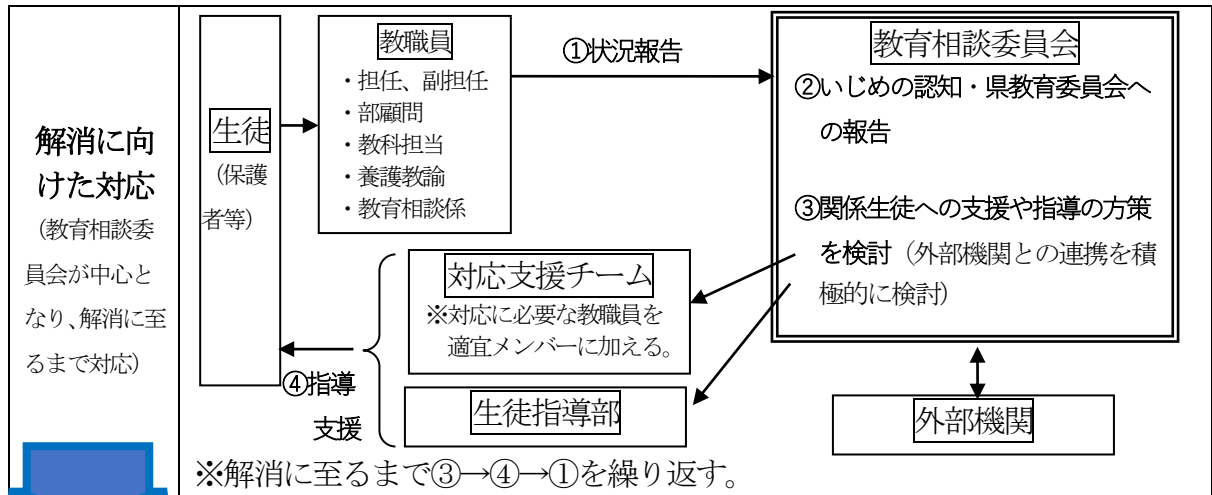 解消に向
けた対応
（教育相談委
員会が中心と
なり、解消に至
るまで対応）
生徒
（保護
者等）
教職員
・担任、副担任
・部顧問
・教科担当
・養護教諭
・教育相談係
①状況報告
教育相談委員会
②いじめの認知・県教育委員会へ
の報告
③関係生徒への支援や指導の方策
を検討（外部機関との連携を積
極的に検討）
対応支援チーム
※対応に必要な教職員を
適宜メンバーに加える。
④指導
支援
生徒指導部
外部機関
※解消に至るまで③→④→①を繰り返す。